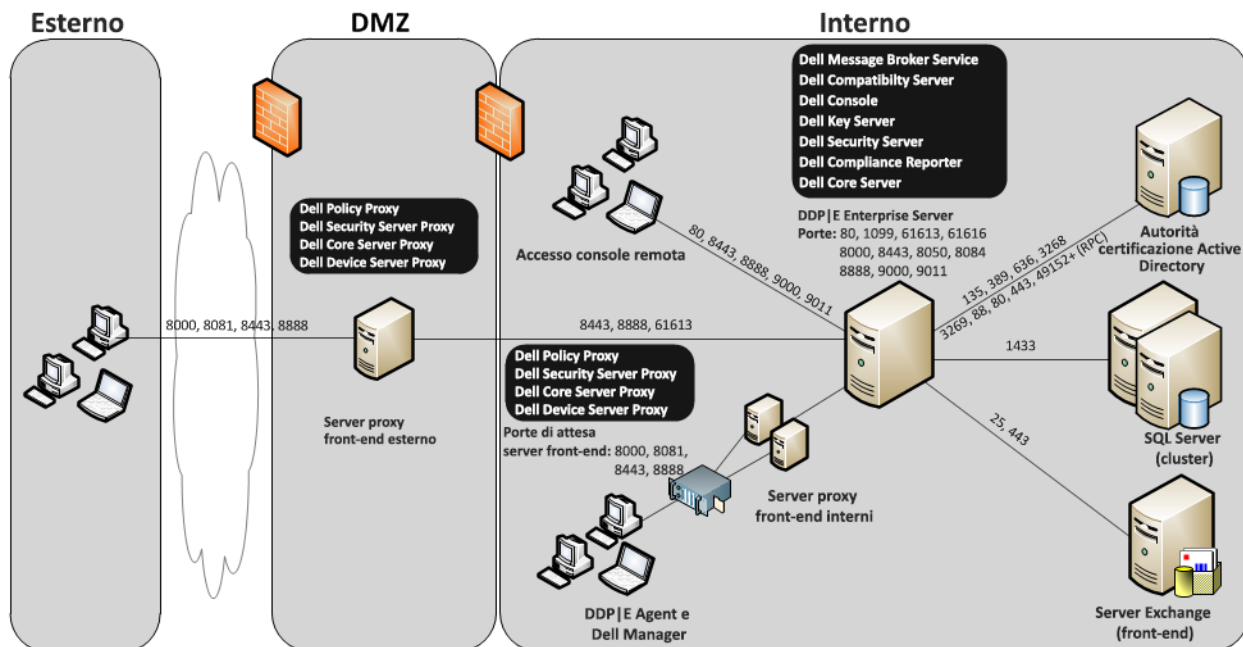 Esterno
DMZ
Interno
Dell Message Broker Service
Dell Compatibilty Server
Dell Console
Dell Key Server
Dell Security Server
Dell Compliance Reporter
Dell Core Server
Dell Policy Proxy
Dell Security Server Proxy
Dell Core Server Proxy
Dell Device Server Proxy
DDP|E Enterprise Server
Porte: 80, 1099, 61613, 61616
8000, 8443, 8050, 8084
8888, 9000, 9011
Accesso console remota
80, 8443, 8888, 9000, 9011
Autorità
certificazione Active
Directory
135, 389, 636, 3268
3269, 88, 80, 443, 49152+ (RPC)
8000, 8081, 8443, 8888
8443, 8888, 61613
1433
Dell Policy Proxy
Dell Security Server Proxy
Dell Core Server Proxy
Dell Device Server Proxy
Server proxy
front-end esterno
Porte di attesa
server front-end: 8000, 8081,
8443, 8888
25, 443
SQL Server
(cluster)
Server proxy
front-end interni
DDP|E Agent e
Dell Manager
Server Exchange
(front-end)